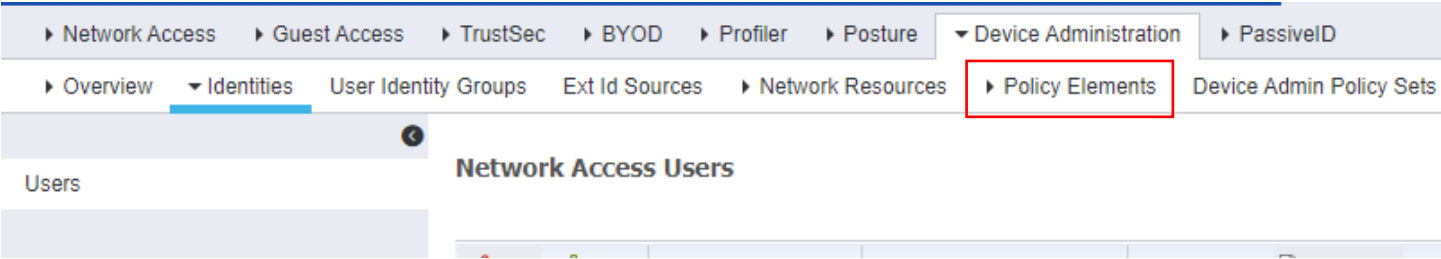 Network Access Guest Access TrustSec BYOD Profiler Posture Device Administration PassiveID
Overview Identities User Identity Groups Ext Id Sources Network Resources Policy Elements Device Admin Policy Sets
Users
Network Access Users